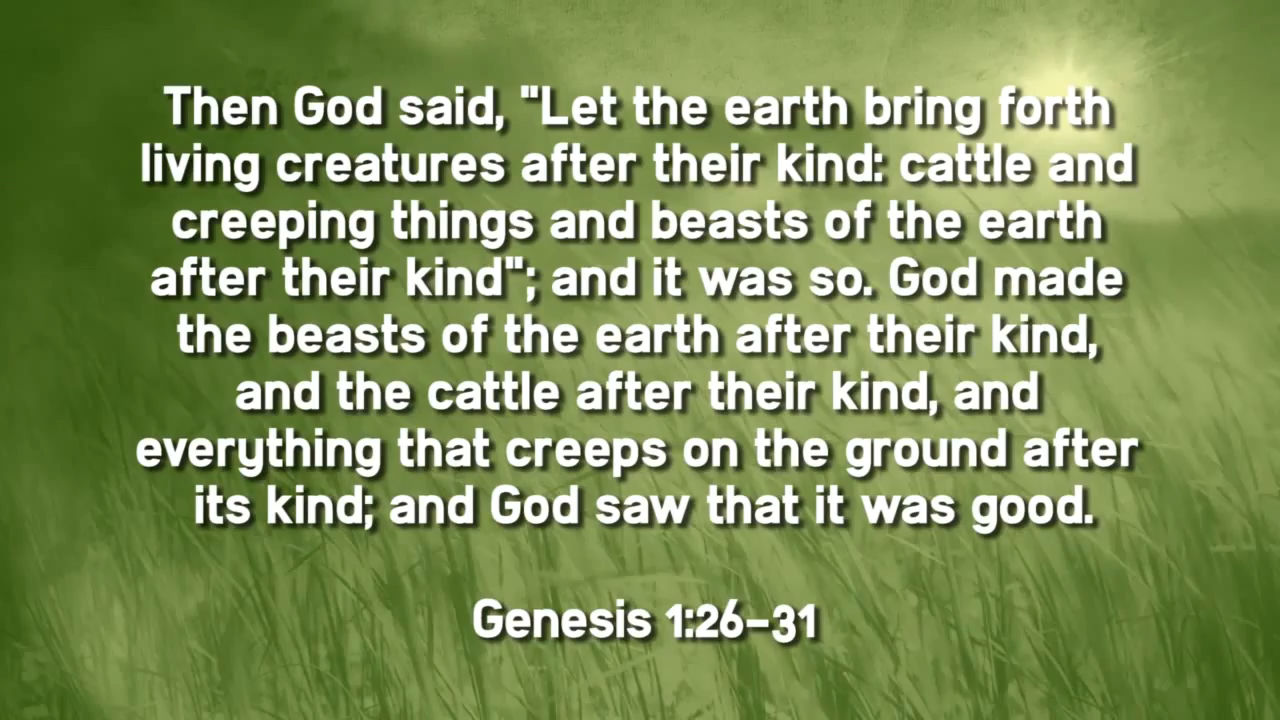 Then God said, "Let the earth bring forth
living creatures after their kind: cattle and
creeping things and beasts of the earth
after their kind"; and it was so. God made
the beasts of the earth after their kind,
and the cattle after their kind, and
everything that creeps on the ground after
its kind; and God saw that it was good.
Genesis 1:26-31